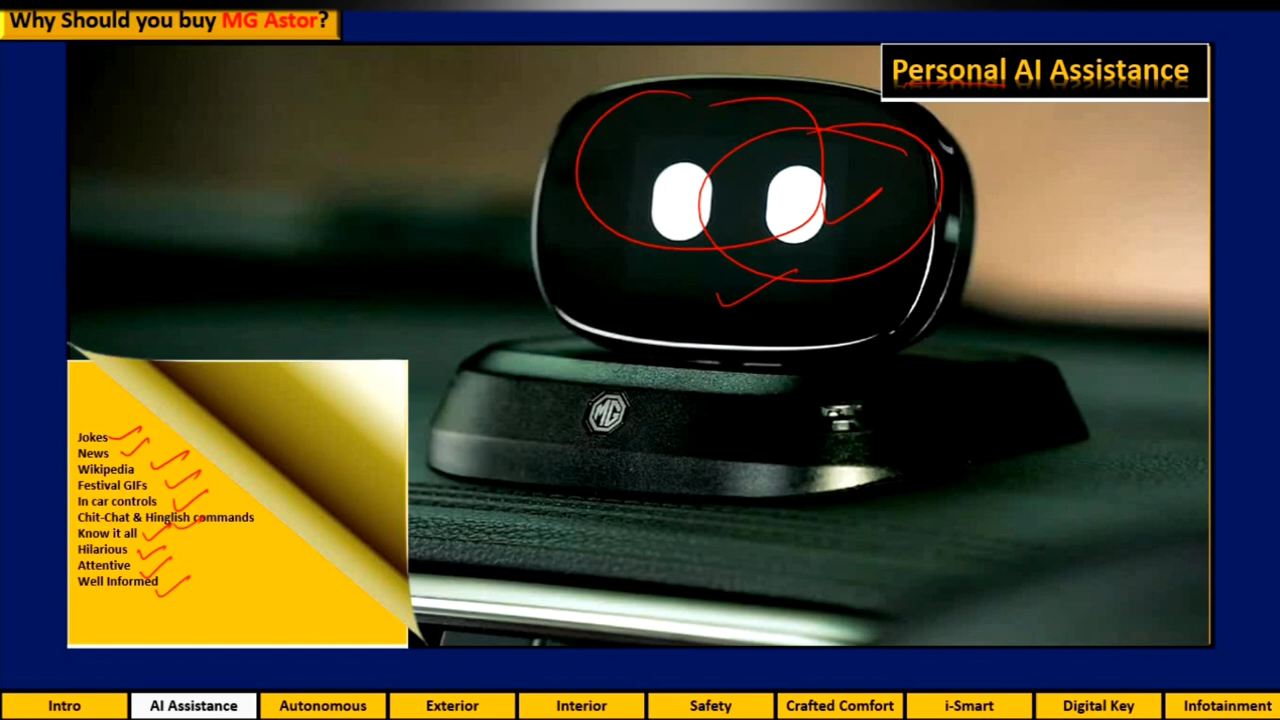 Why Should you buy MG Astor?
Personal AI Assistance
MG
Jokes
News
Wikipedia
Festival GIFs
In car controls
Chit-Chat & Hinglish commands
Know it all
Hilarious
Attentive
Well Informed
Intro
AI Assistance
Autonomous
Exterior
Interior
Safety
Crafted Comfort
i-Smart
Digital Key
Infotainment